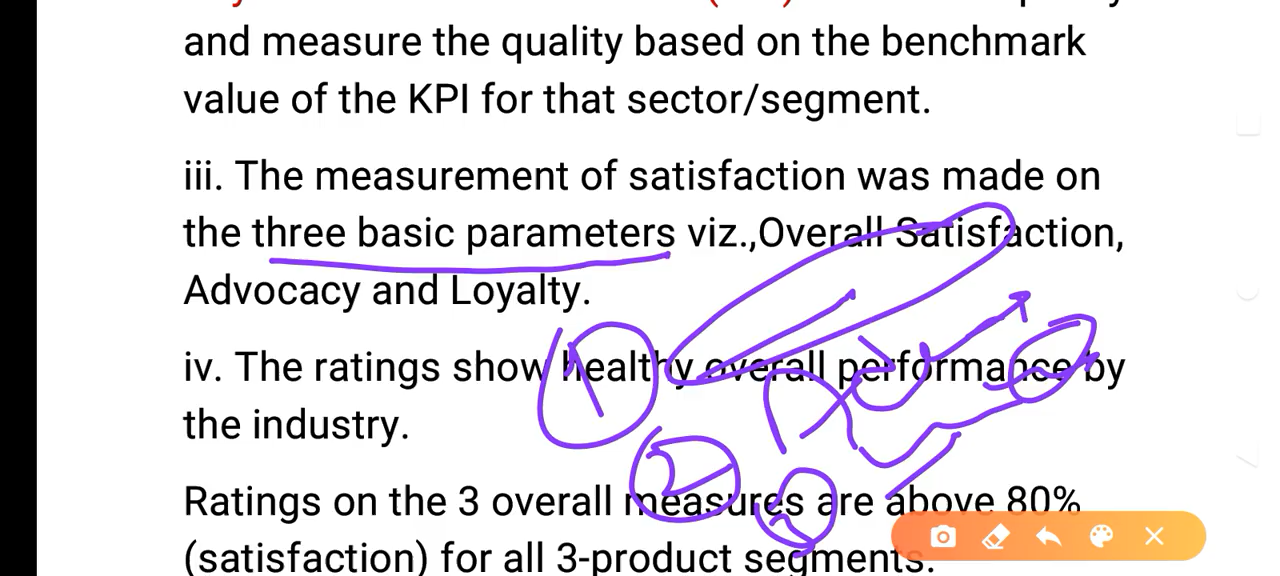 and measure the quality based on the benchmark
value of the KPI for that sector/segment.
iii. The measurement of satisfaction was made on
the three basic parameters viz.,Overall Satisfaction,
Advocacy and Loyalty.
iv. The ratings show healthy overall performance by
the industry.
1
2
Ratings on the 3 overall measures are above 80%
(satisfaction) for all 3-product segments.